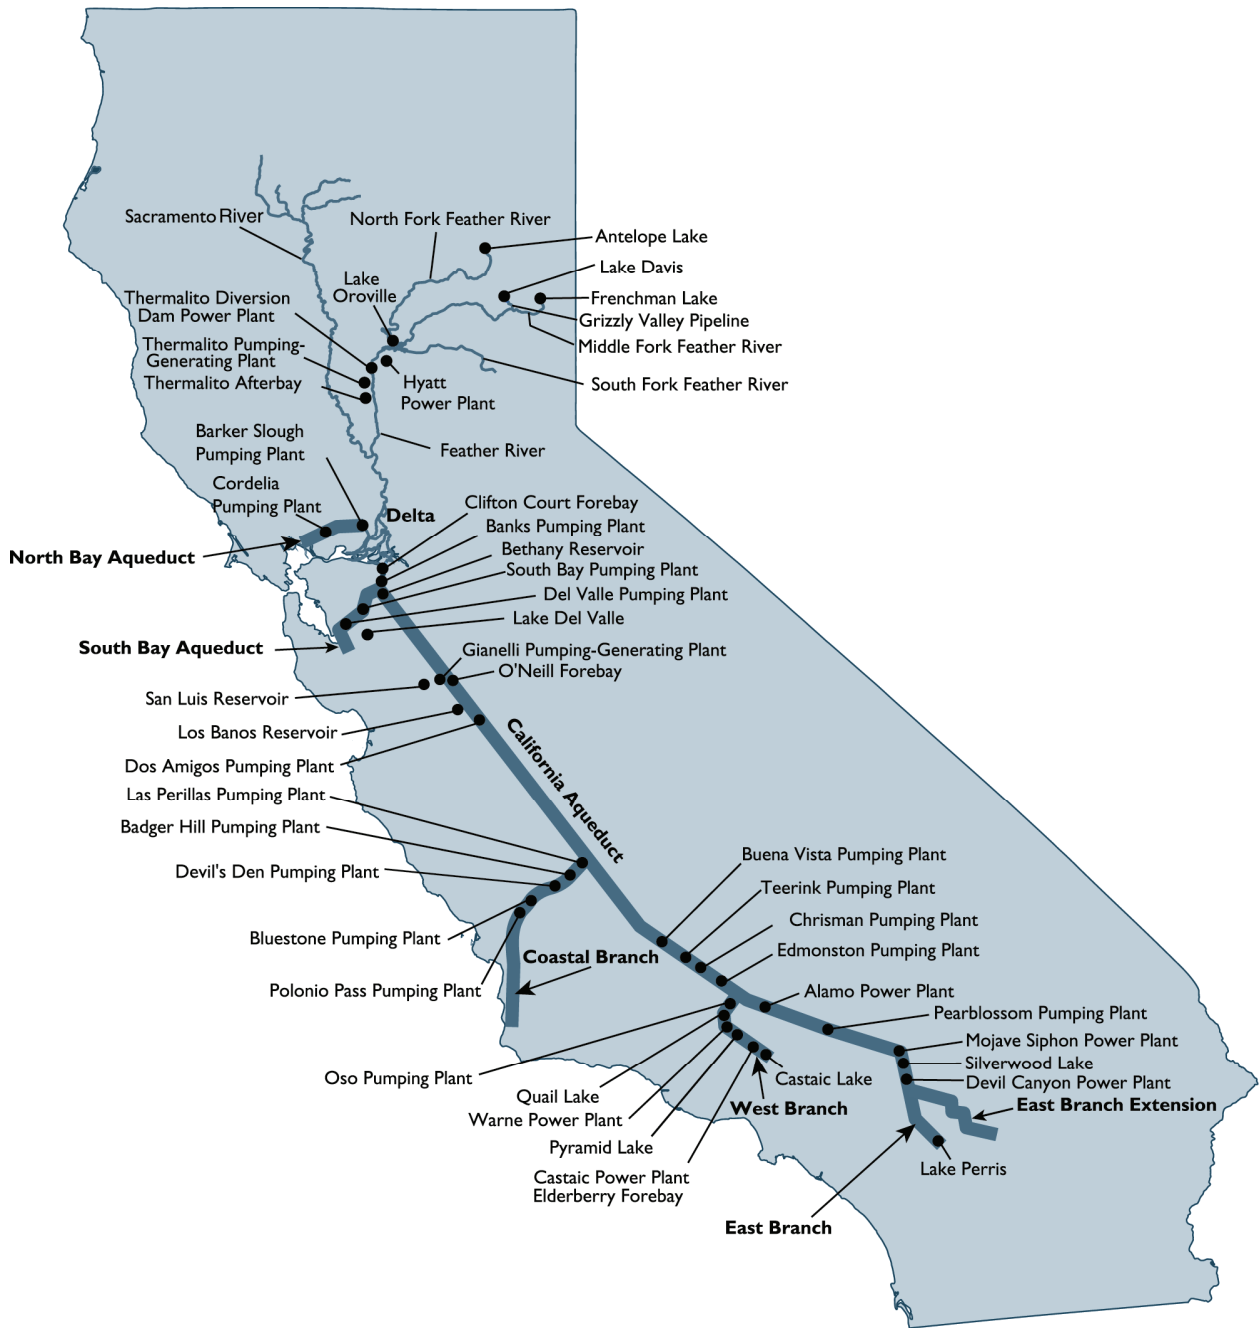 Sacramento River
North Fork Feather River
Antelope Lake
Lake Davis
Lake
Oroville
Frenchman Lake
Thermalito Diversion
Dam Power Plant
Grizzly Valley Pipeline
Thermalito Pumping-
Generating Plant
Middle Fork Feather River
Thermalito Afterbay
Hyatt
Power Plant
South Fork Feather River
Barker Slough
Pumping Plant
Feather River
Cordelia
Pumping Plant
Clifton Court Forebay
Delta
Banks Pumping Plant
North Bay Aqueduct
Bethany Reservoir
South Bay Pumping Plant
Del Valle Pumping Plant
Lake Del Valle
South Bay Aqueduct
Gianelli Pumping-Generating Plant
O'Neill Forebay
San Luis Reservoir
Los Banos Reservoir
California Aqueduct
Dos Amigos Pumping Plant
Las Perillas Pumping Plant
Badger Hill Pumping Plant
Devil's Den Pumping Plant
Buena Vista Pumping Plant
Teerink Pumping Plant
Chrisman Pumping Plant
Bluestone Pumping Plant
Edmonston Pumping Plant
Coastal Branch
Polonio Pass Pumping Plant
Alamo Power Plant
Pearblossom Pumping Plant
Mojave Siphon Power Plant
Silverwood Lake
Oso Pumping Plant
Castaic Lake
Devil Canyon Power Plant
Quail Lake
West Branch
East Branch Extension
Warne Power Plant
Pyramid Lake
Lake Perris
Castaic Power Plant
Elderberry Forebay
East Branch